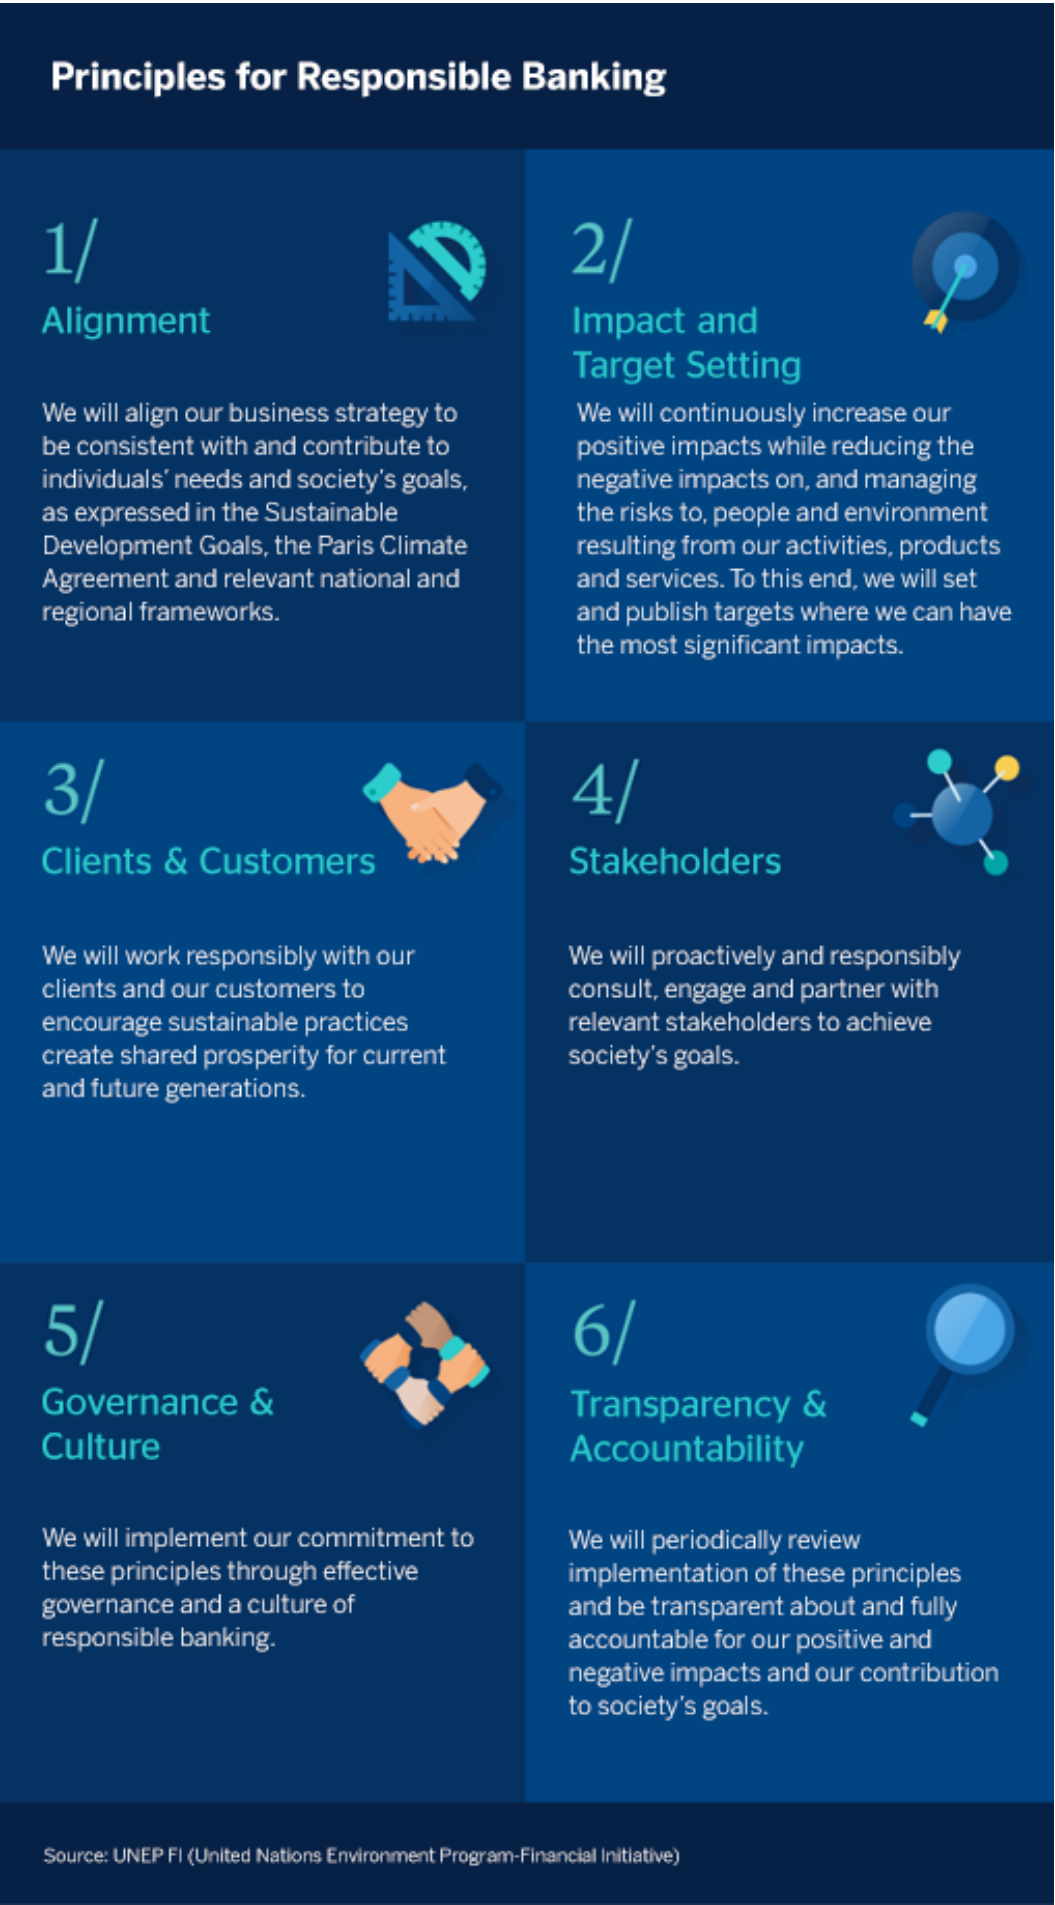 Principles for Responsible Banking
1/
Alignment
We will align our business strategy to
be consistent with and contribute to
individuals’ needs and society’s goals,
as expressed in the Sustainable
Development Goals, the Paris Climate
Agreement and relevant national and
regional frameworks.
2/
Impact and
Target Setting
We will continuously increase our
positive impacts while reducing the
negative impacts on, and managing
the risks to, people and environment
resulting from our activities, products
and services. To this end, we will set
and publish targets where we can have
the most significant impacts.
3/
Clients & Customers
We will work responsibly with our
clients and our customers to
encourage sustainable practices
create shared prosperity for current
and future generations.
4/
Stakeholders
We will proactively and responsibly
consult, engage and partner with
relevant stakeholders to achieve
society’s goals.
5/
Governance &
Culture
We will implement our commitment to
these principles through effective
governance and a culture of
responsible banking.
6/
Transparency &
Accountability
We will periodically review
implementation of these principles
and be transparent about and fully
accountable for our positive and
negative impacts and our contribution
to society’s goals.
Source: UNEP FI (United Nations Environment Program-Financial Initiative)